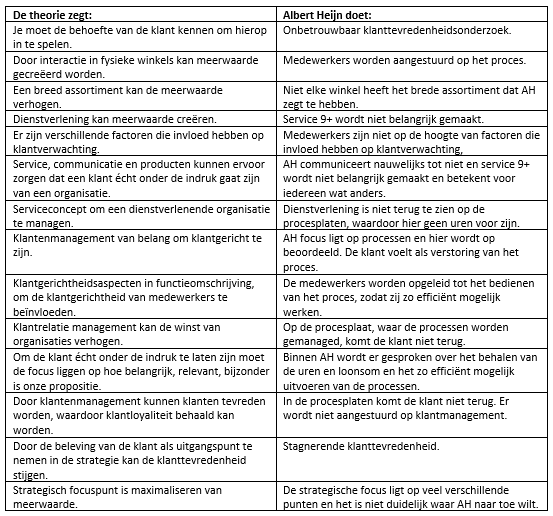 De theorie zegt:
Albert Heijn doet:
Je moet de behoefte van de klant kennen om hierop
in te spelen.
Onbetrouwbaar klanttevredenheidsonderzoek.
Door interactie in fysieke winkels kan meerwaarde
gecreëerd worden.
Medewerkers worden aangestuurd op het proces.
Een breed assortiment kan de meerwaarde
verhogen.
Niet elke winkel heeft het brede assortiment dat AH
zegt te hebben.
Dienstverlening kan meerwaarde creëren.
Service 9+ wordt niet belangrijk gemaakt.
Er zijn verschillende factoren die invloed hebben op
klantverwachting.
Medewerkers zijn niet op de hoogte van factoren die
invloed hebben op klantverwachting,
Service, communicatie en producten kunnen ervoor
zorgen dat een klant écht onder de indruk gaat zijn
van een organisatie.
AH communiceert nauwelijks tot niet en service 9+
wordt niet belangrijk gemaakt en betekent voor
iedereen wat anders.
Serviceconcept om een dienstverlenende organisatie
te managen.
Dienstverlening is niet terug te zien op de
procesplaten, waardoor hier geen uren voor zijn.
Klantenmanagement van belang om klantgericht te
zijn.
AH focus ligt op processen en hier wordt op
beoordeeld. De klant voelt als verstoring van het
proces.
Klantgerichtheidsaspecten in functieomschrijving,
om de klantgerichtheid van medewerkers te
beïnvloeden.
De medewerkers worden opgeleid tot het bedienen
van het proces, zodat zij zo efficiënt mogelijk
werken.
Klantrelatie management kan de winst van
organisaties verhogen.
Op de procesplaat, waar de processen worden
gemanaged, komt de klant niet terug.
Om de klant écht onder de indruk te laten zijn moet
de focus liggen op hoe belangrijk, relevant, bijzonder
is onze propositie.
Binnen AH wordt er gesproken over het behalen van
de uren en loonsom en het zo efficiënt mogelijk
uitvoeren van de processen.
Door klantenmanagement kunnen klanten tevreden
worden, waardoor klantloyaliteit behaald kan
worden.
In de procesplaten komt de klant niet terug. Er
wordt niet aangestuurd op klantmanagement.
Door de beleving van de klant als uitgangspunt te
nemen in de strategie kan de klanttevredenheid
stijgen.
Stagnerende klanttevredenheid.
Strategisch focuspunt is maximaliseren van
meerwaarde.
De strategische focus ligt op veel verschillende
punten en het is niet duidelijk waar AH naar toe wilt.